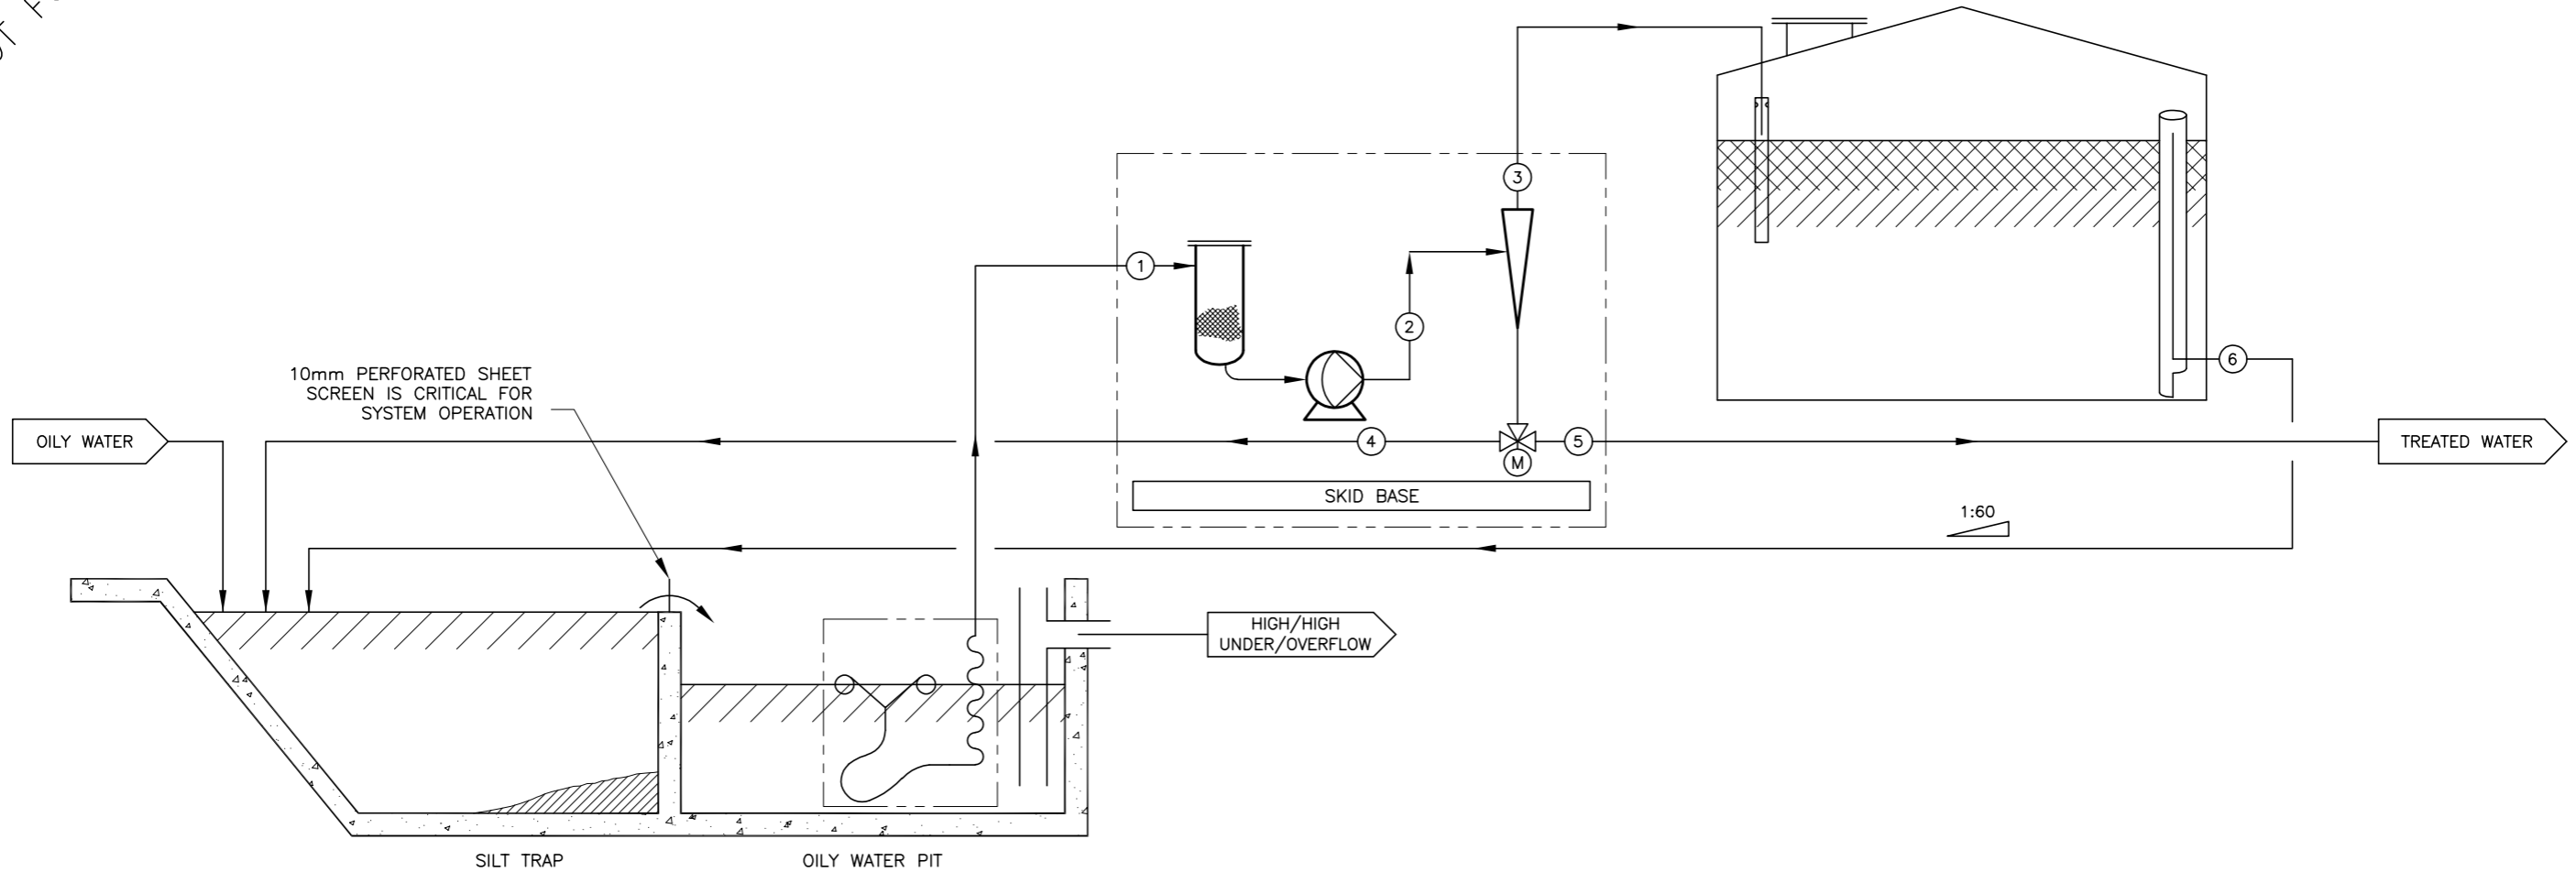 3
1
2
10mm PERFORATED SHEET
SCREEN IS CRITICAL FOR
SYSTEM OPERATION
6
OILY WATER
4
5
M
TREATED WATER
SKID BASE
1:60
HIGH/HIGH
UNDER/OVERFLOW
SILT TRAP
OILY WATER PIT